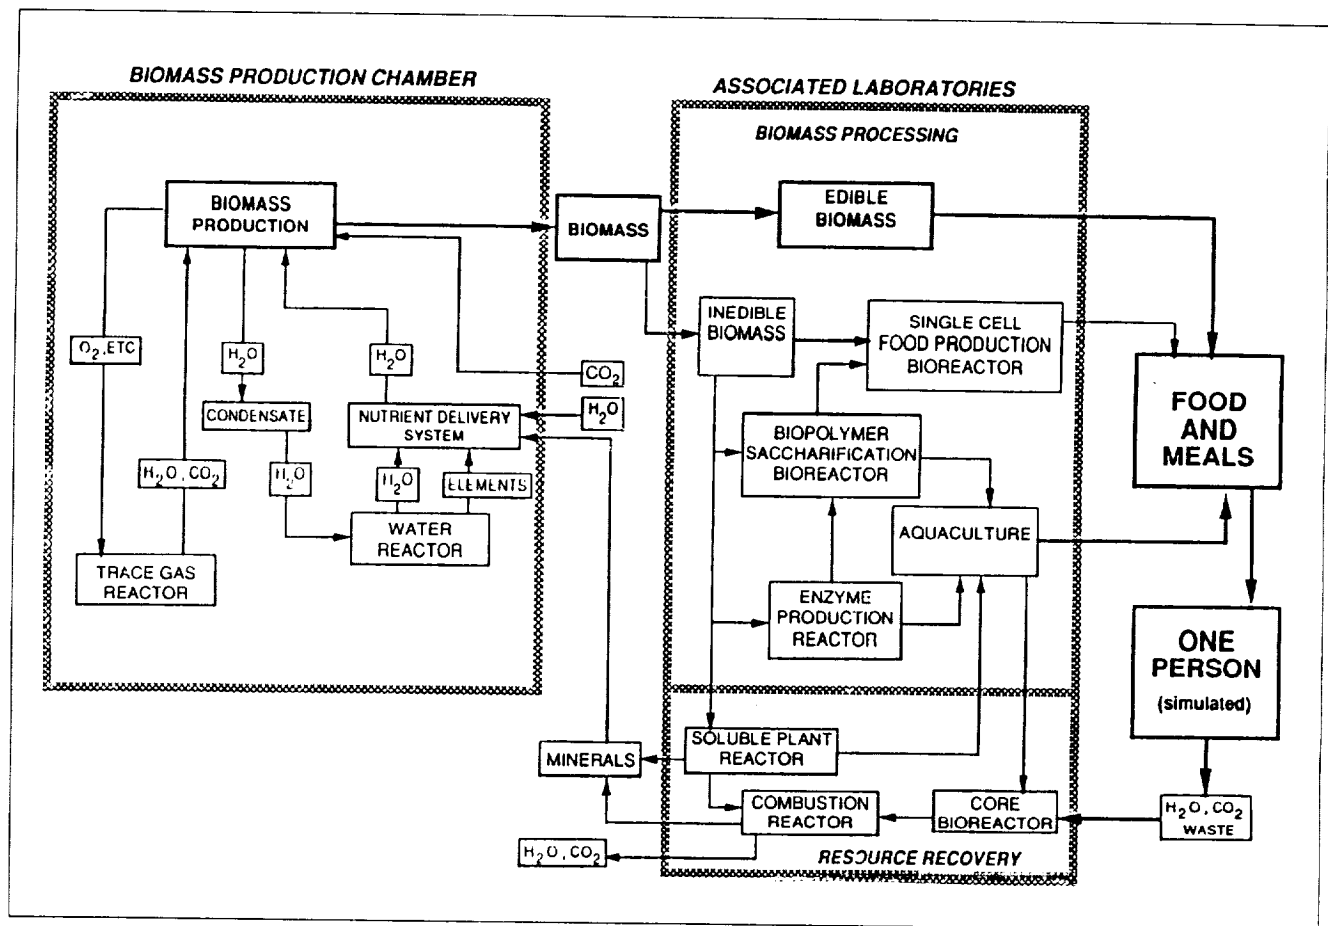 BIOMASS PRODUCTION CHAMBER
ASSOCIATED LABORATORIES
BIOMASS PROCESSING
BIOMASS
PRODUCTION
BIOMASS
EDIBLE
BIOMASS
INEDIBLE
BIOMASS
SINGLE CELL
FOOD PRODUCTION
BIOREACTOR
O₂,ETC
H₂O
H₂O
CO₂
H₂O
CONDENSATE
NUTRIENT DELIVERY
SYSTEM
H₂O, CO₂
H₂O
H₂O
ELEMENTS
WATER
REACTOR
TRACE GAS
REACTOR
BIOPOLYMER
SACCHARIFICATION
BIOREACTOR
AQUACULTURE
ENZYME
PRODUCTION
REACTOR
FOOD
AND
MEALS
ONE
PERSON
(simulated)
MINERALS
SOLUBLE PLANT
REACTOR
COMBUSTION
REACTOR
CORE
BIOREACTOR
H₂O, CO₂
WASTE
H₂O, CO₂
RESOURCE RECOVERY